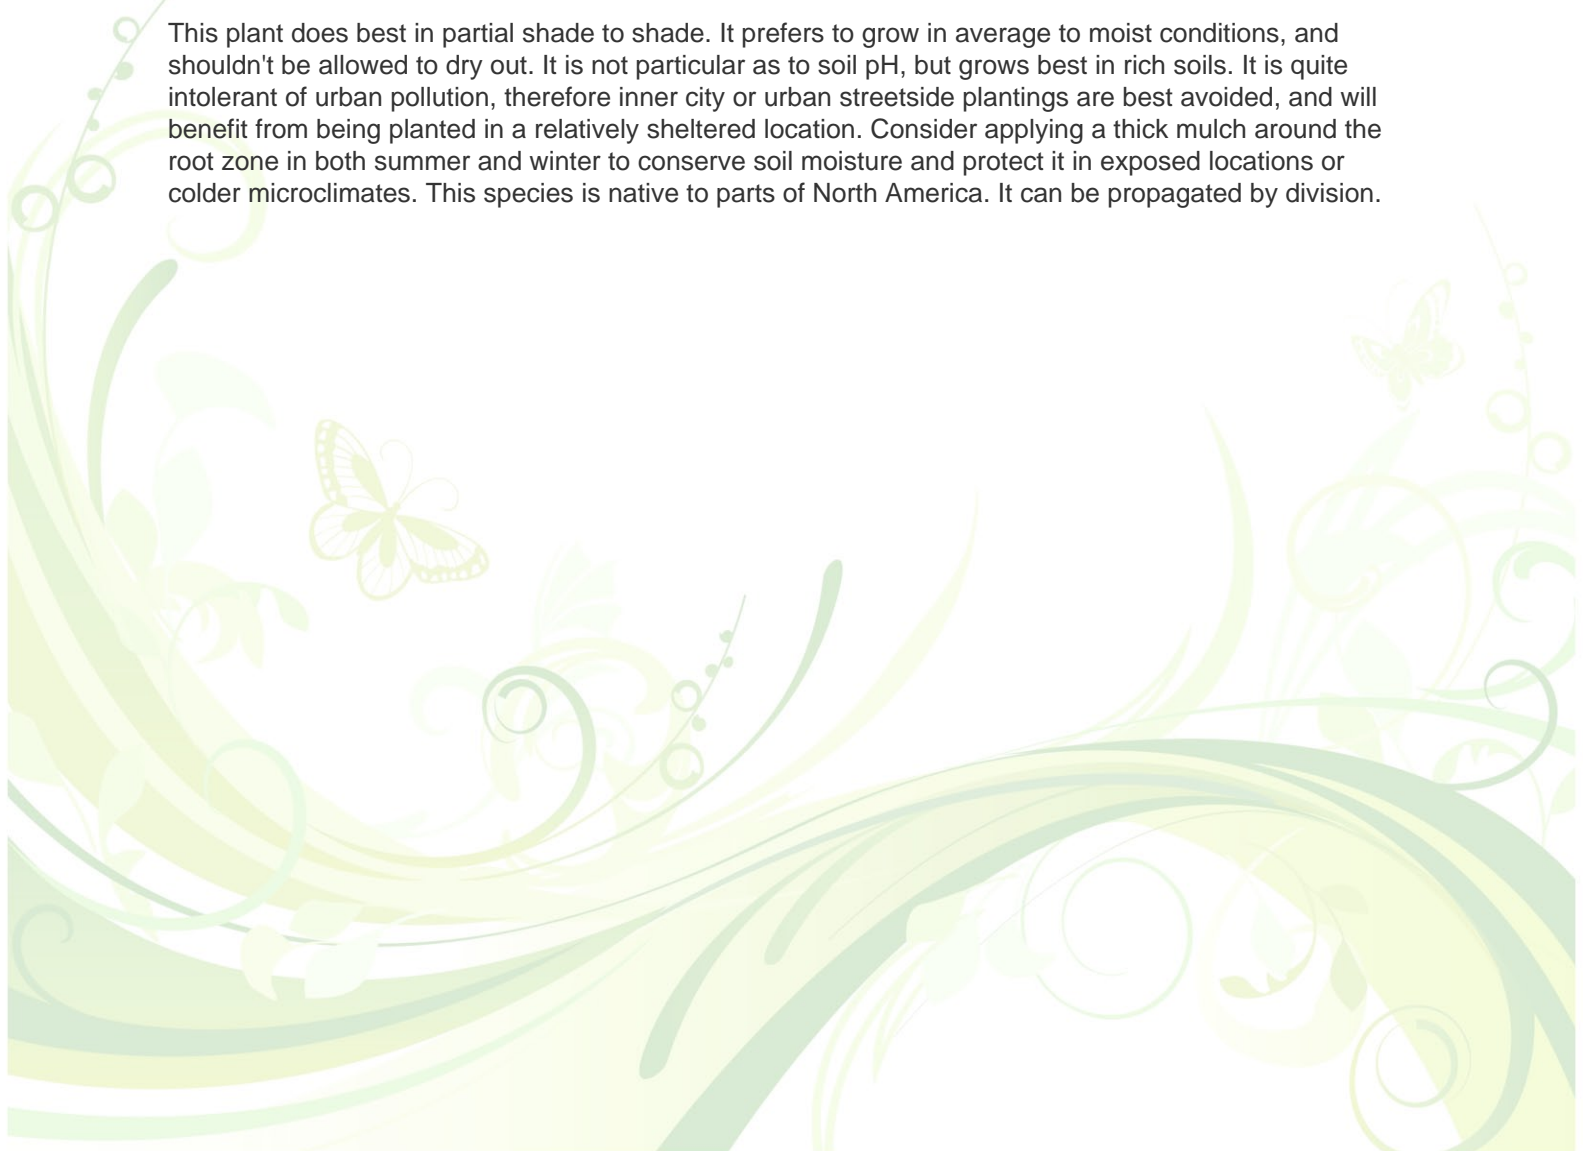 This plant does best in partial shade to shade. It prefers to grow in average to moist conditions, and
shouldn't be allowed to dry out. It is not particular as to soil pH, but grows best in rich soils. It is quite
intolerant of urban pollution, therefore inner city or urban streetside plantings are best avoided, and will
benefit from being planted in a relatively sheltered location. Consider applying a thick mulch around the
root zone in both summer and winter to conserve soil moisture and protect it in exposed locations or
colder microclimates. This species is native to parts of North America. It can be propagated by division.